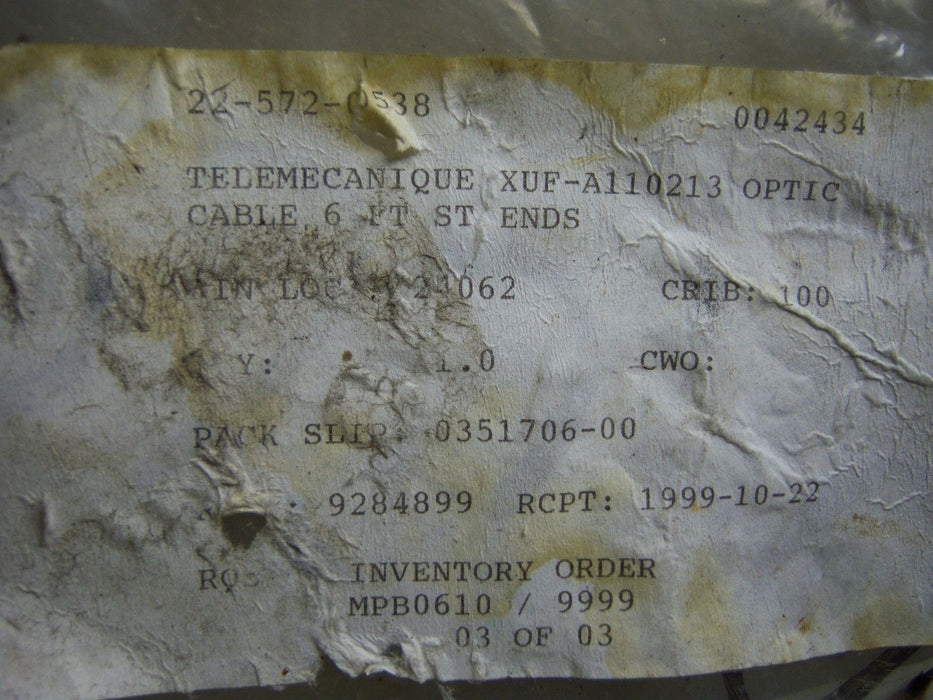 22-572-0538 0042434
TELEMECANIQUE XUF-A110213 OPTIC
CABLE 6 FT ST ENDS
CRIB: 100
Y: 1.0 CWO:
PACK SLIP: 0351706-00
: 9284899 RCPT: 1999-10-22
INVENTORY ORDER
MPB0610 / 9999
03 OF 03